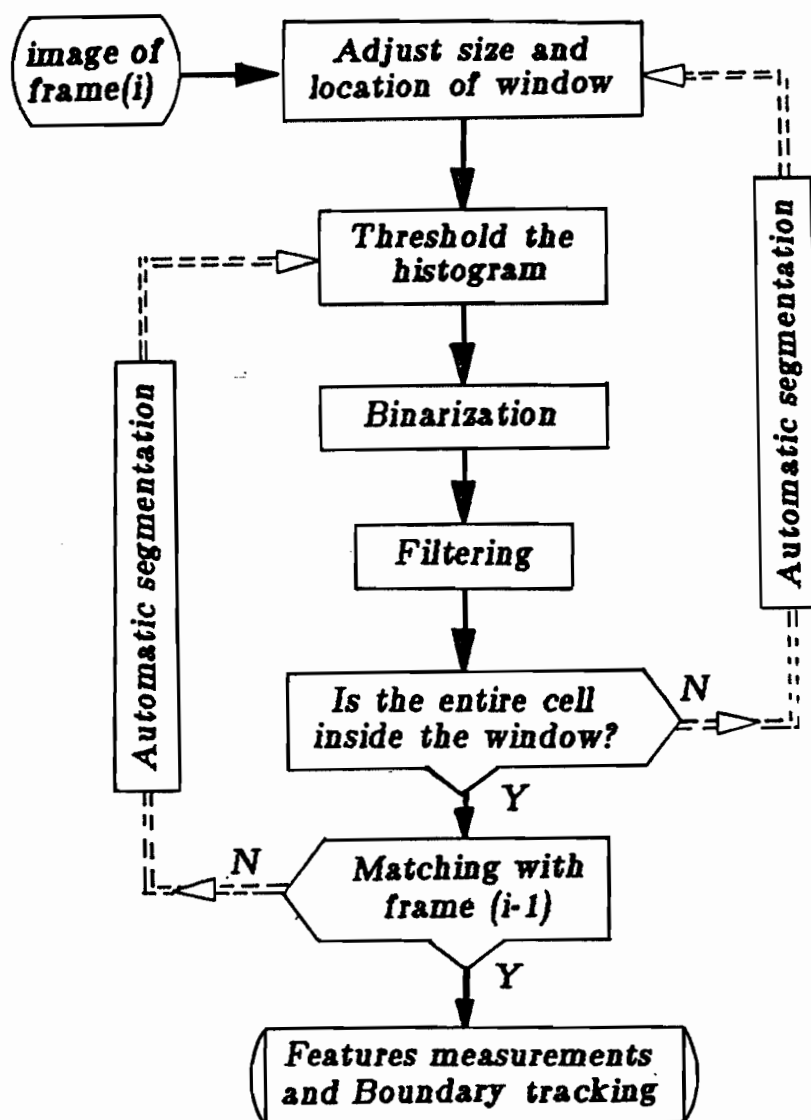 image of
frame(i)
Adjust size and
location of window
Threshold the
histogram
Automatic segmentation
Automatic segmentation
Binarization
Filtering
Is the entire cell
inside the window?
N
Y
N
Matching with
frame (i-1)
Y
Features measurements
and Boundary tracking